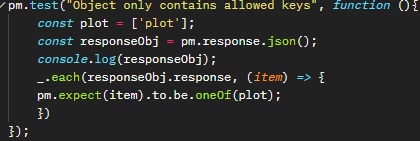 pm.test("Object only contains allowed keys", function (){
const plot = ['plot'];
const responseObj = pm.response.json();
console.log(responseObj);
_.each(responseObj.response, (item) => {
pm.expect(item).to.be.oneOf(plot);
})
});